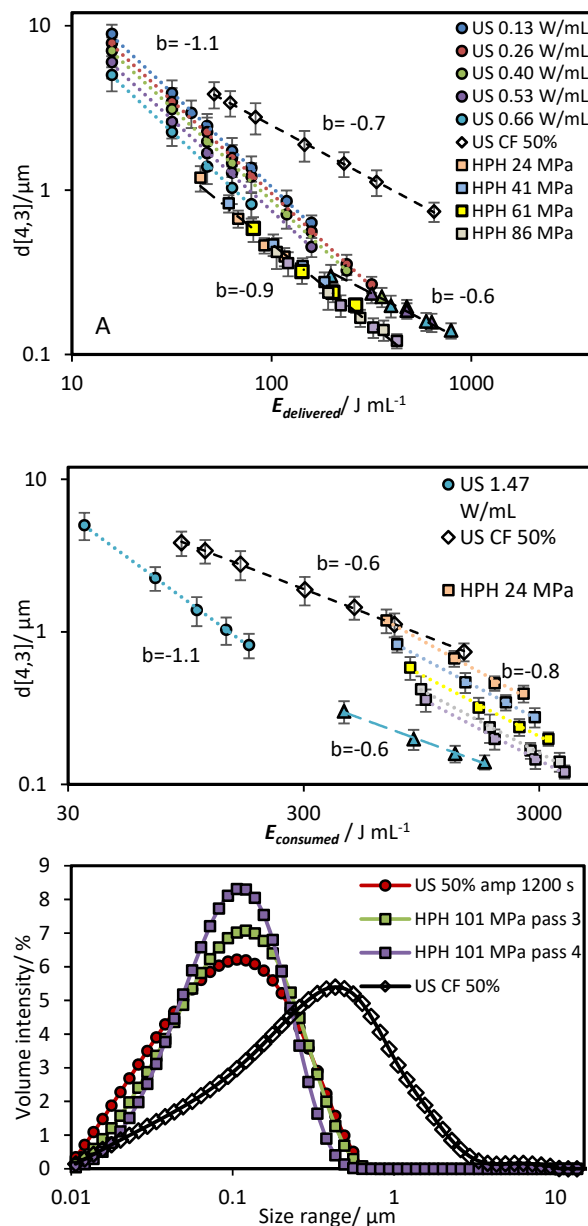 10
1
0.1
d[4,3]/µm
b= -1.1
b= -0.7
b=-0.9
b=-0.6
A
US 0.13 W/mL
US 0.26 W/mL
US 0.40 W/mL
US 0.53 W/mL
US 0.66 W/mL
US CF 50%
HPH 24 MPa
HPH 41 MPa
HPH 61 MPa
HPH 86 MPa
10 100 1000
Edelivered/ J mL-1
10
1
0.1
d[4,3]/µm
US 1.47
W/mL
US CF 50%
HPH 24 MPa
b= -0.6
b=-1.1
b=-0.8
b=-0.6
30 300 3000
Econsumed / J mL-1
9
8
7
6
5
4
3
2
1
0
Volume intensity/ %
US 50% amp 1200 s
HPH 101 MPa pass 3
HPH 101 MPa pass 4
US CF 50%
0.01 0.1 1 10
Size range/ µm